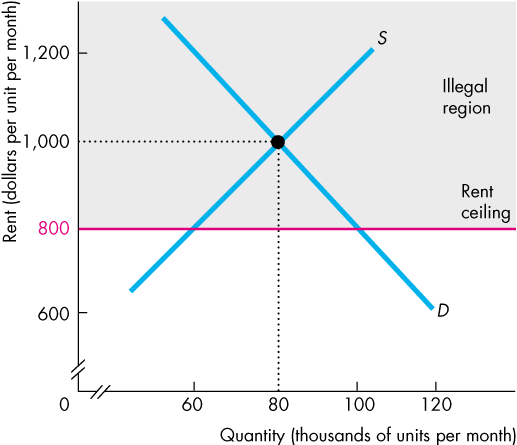 Rent (dollars per unit per month)
1,200
S
Illegal
region
1,000
Rent
ceiling
800
600
D
0
60
80
100
120
Quantity (thousands of units per month)